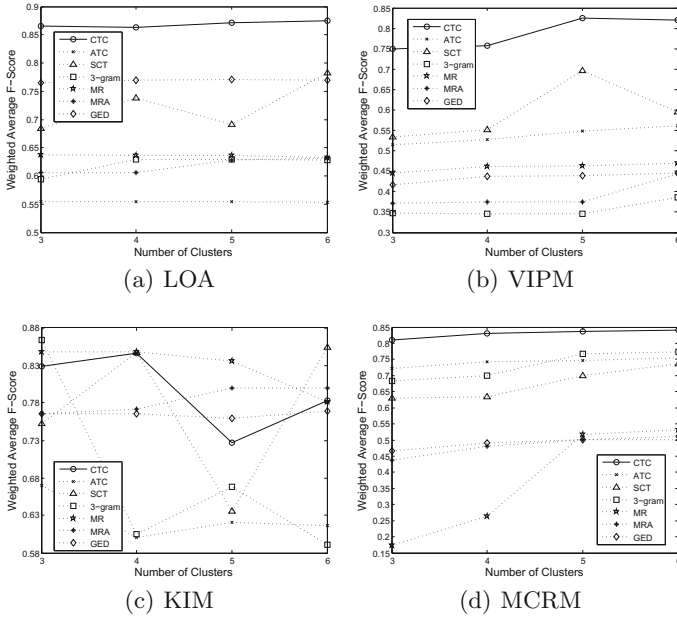 0.9
0.85
0.8
0.75
0.7
0.65
0.6
0.55
0.5
Weighted Average F−Score
CTC
ATC
SCT
3−gram
MR
MRA
GED
3
4
5
6
Number of Clusters
(a) LOA
0.85
0.8
0.75
0.7
0.65
0.6
0.55
0.5
0.45
0.4
0.35
0.3
Weighted Average F−Score
CTC
ATC
SCT
3−gram
MR
MRA
GED
3
4
5
6
Number of Clusters
(b) VIPM
0.88
0.83
0.78
0.73
0.68
0.63
0.58
Weighted Average F−Score
CTC
ATC
SCT
3−gram
MR
MRA
GED
3
4
5
6
Number of Clusters
(c) KIM
0.85
0.8
0.75
0.7
0.65
0.6
0.55
0.5
0.45
0.4
0.35
0.3
0.25
0.2
0.15
Weighted Average F−Score
CTC
ATC
SCT
3−gram
MR
MRA
GED
3
4
5
6
Number of Clusters
(d) MCRM